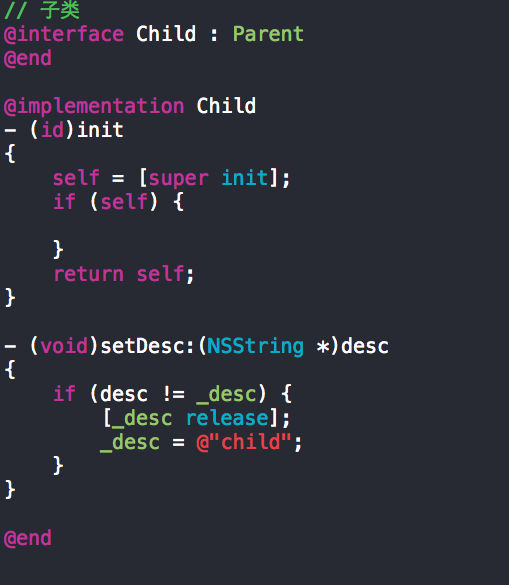 // 子类
@interface Child : Parent
@end
@implementation Child
- (id)init
{
    self = [super init];
    if (self) {
    }
    return self;
}
- (void)setDesc:(NSString *)desc
{
    if (desc != _desc) {
        [_desc release];
        _desc = @"child";
    }
}
@end